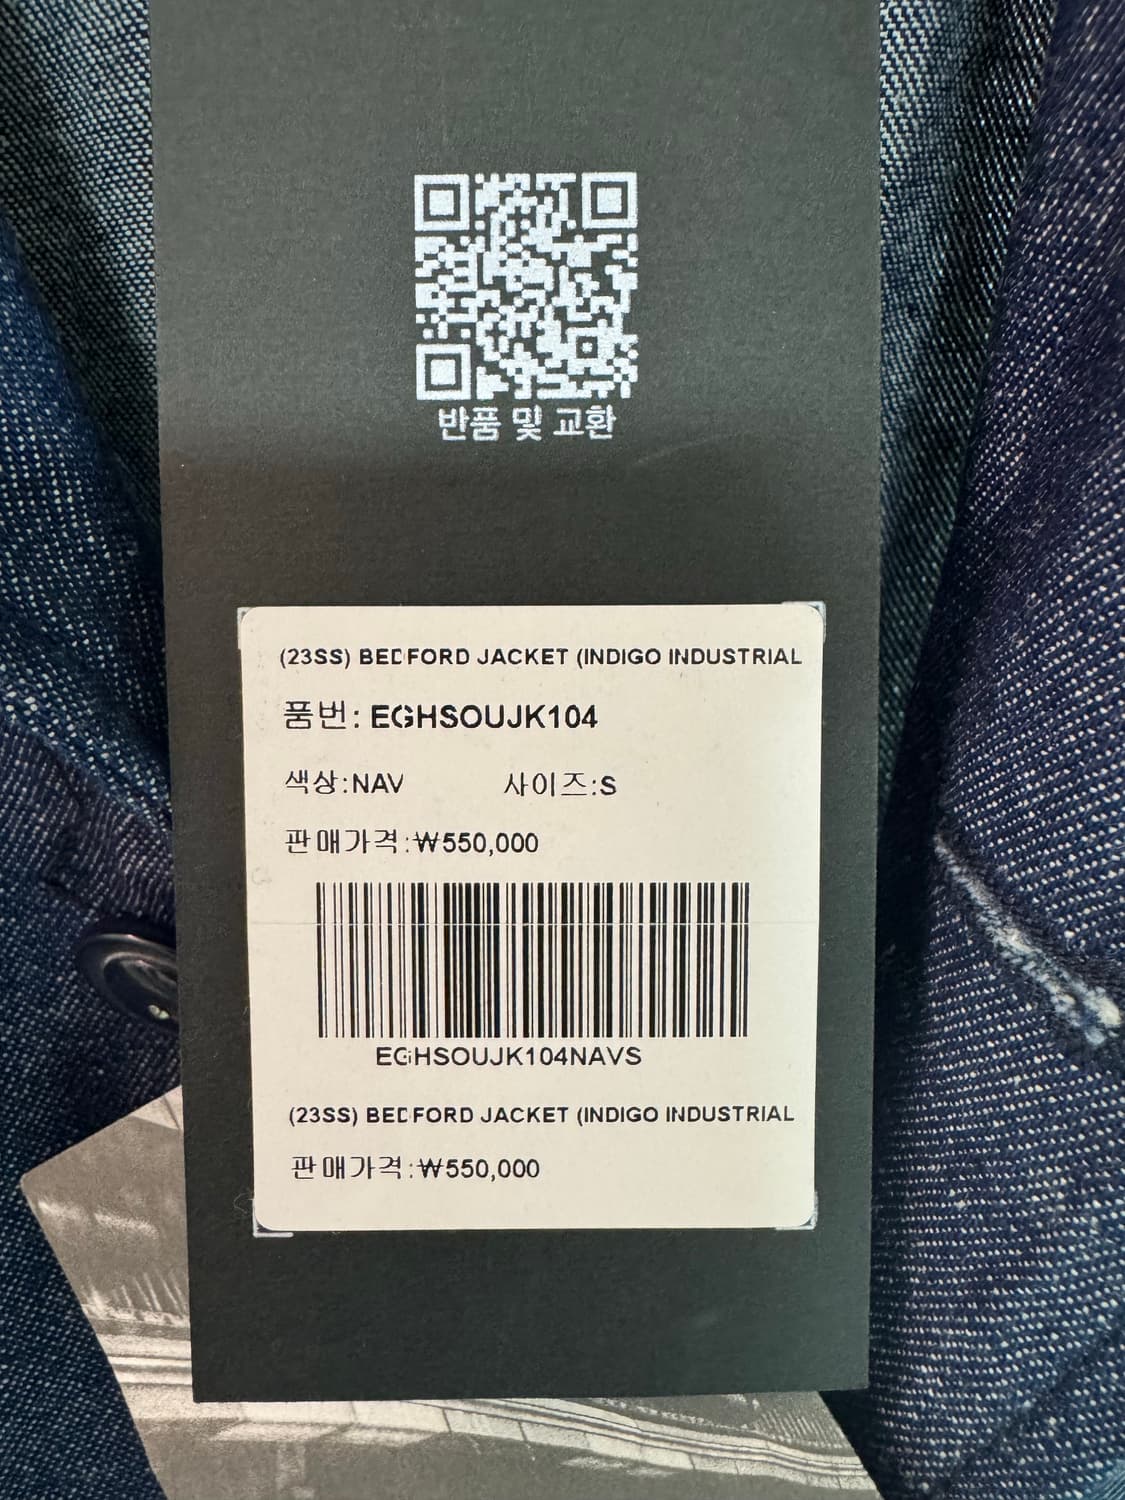 반품 및 교환
(23SS) BEDFORD JACKET (INDIGO INDUSTRIAL
품번: EGHSOUJK104
색상:NAV 사이즈:S
판매가격:₩550,000
EGHSOUJK104NAVS
(23SS) BEDFORD JACKET (INDIGO INDUSTRIAL
판매가격:₩550,000